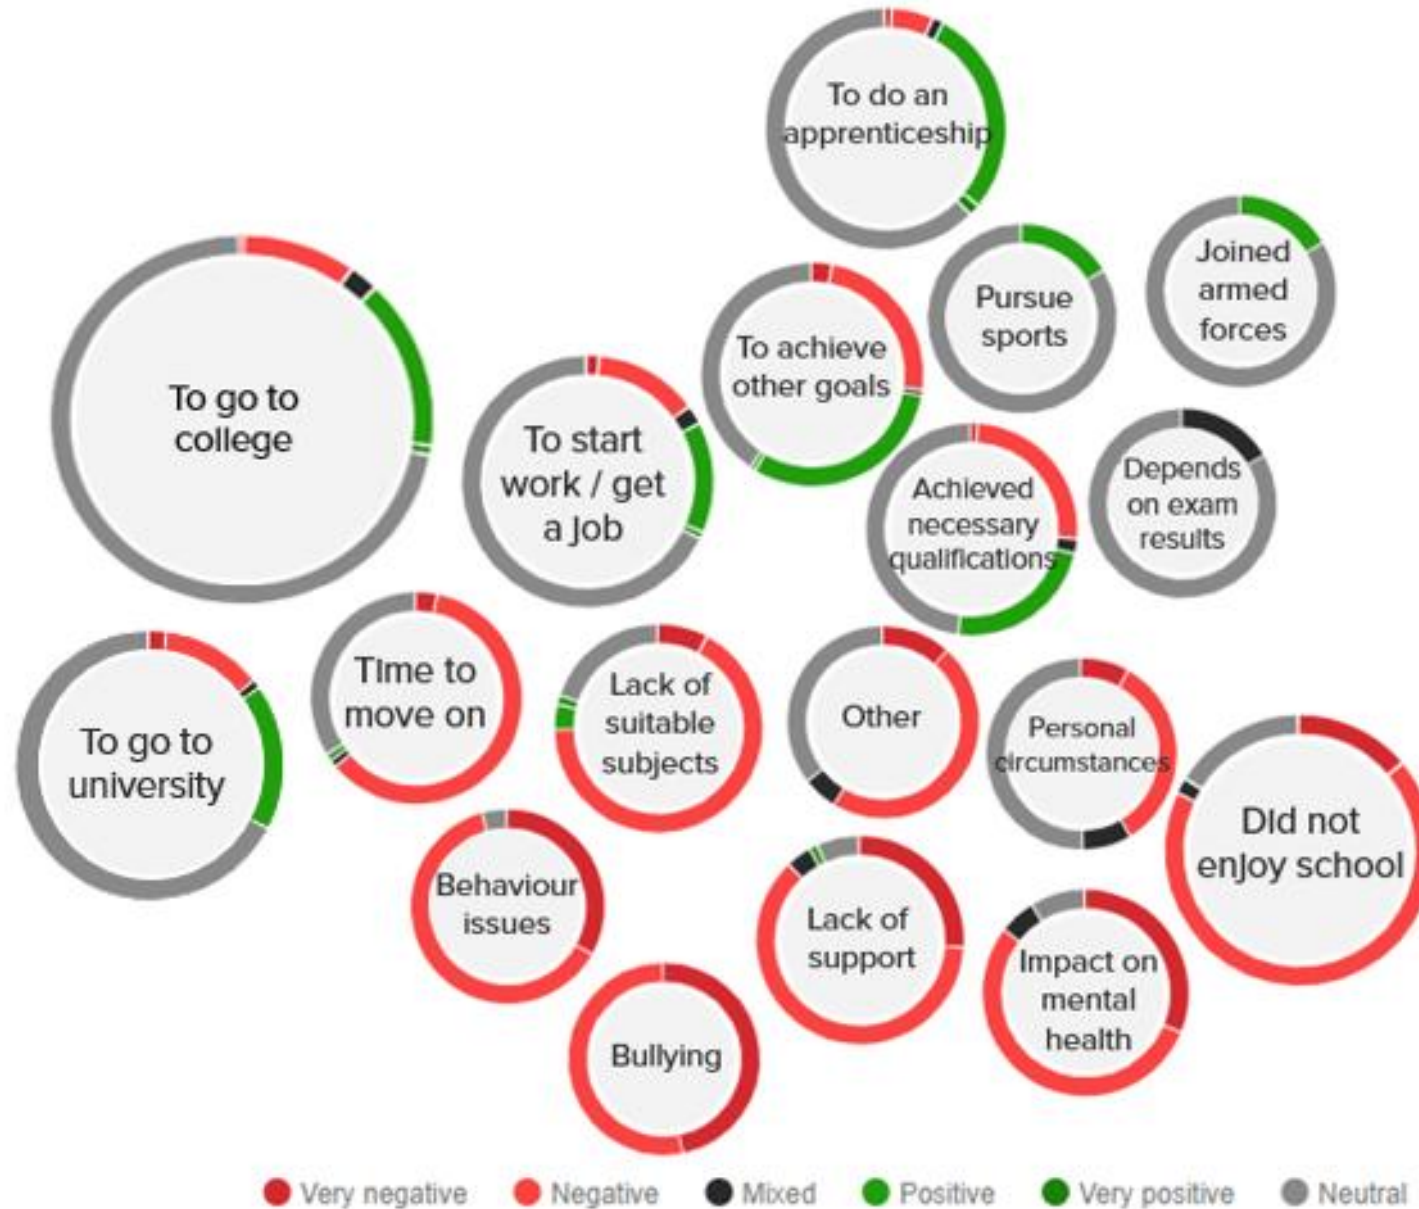 To do an
apprenticeship
Joined
armed
forces
Pursue
sports
To achieve
other goals
To go to
college
To start
work / get
a job
Achieved
necessary
qualifications
Depends
on exam
results
Time to
move on
Lack of
suitable
subjects
Other
Personal
circumstances
To go to
university
Did not
enjoy school
Behaviour
issues
Lack of
support
Impact on
mental
health
Bullying
Very negative
Negative
Mixed
Positive
Very positive
Neutral